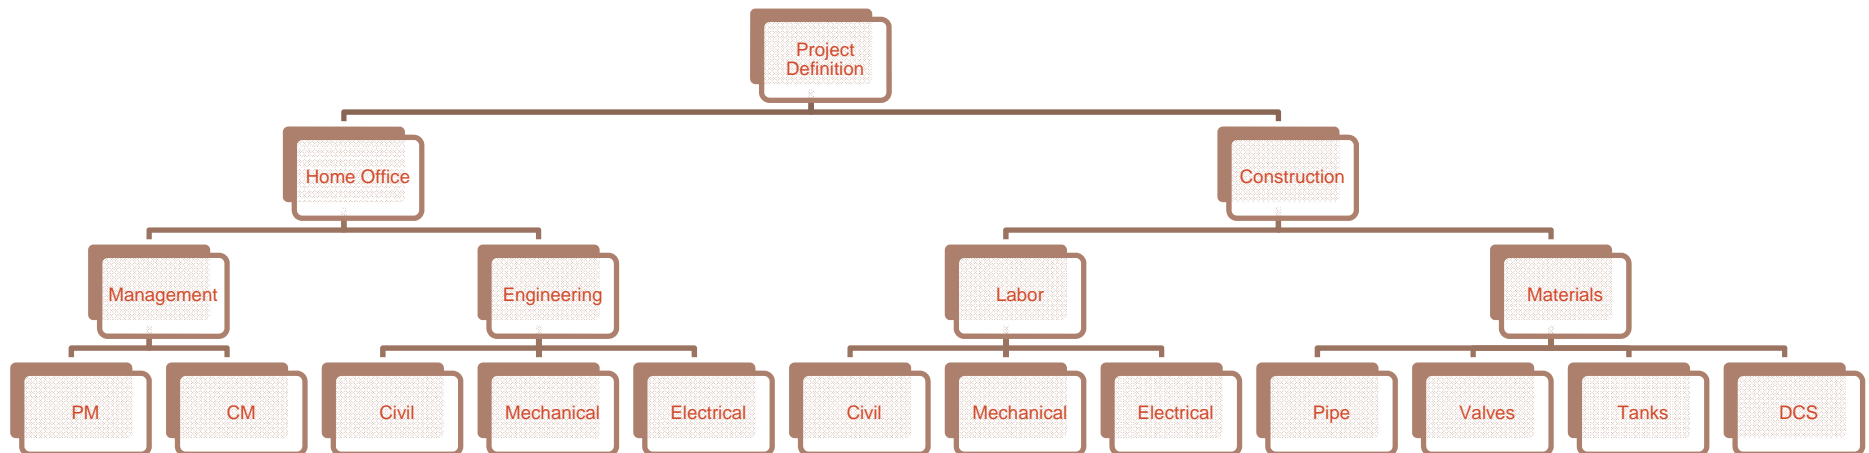 Project
Definition
Home Office
Construction
Management
Engineering
Labor
Materials
PM
CM
Civil
Mechanical
Electrical
Civil
Mechanical
Electrical
Pipe
Valves
Tanks
DCS